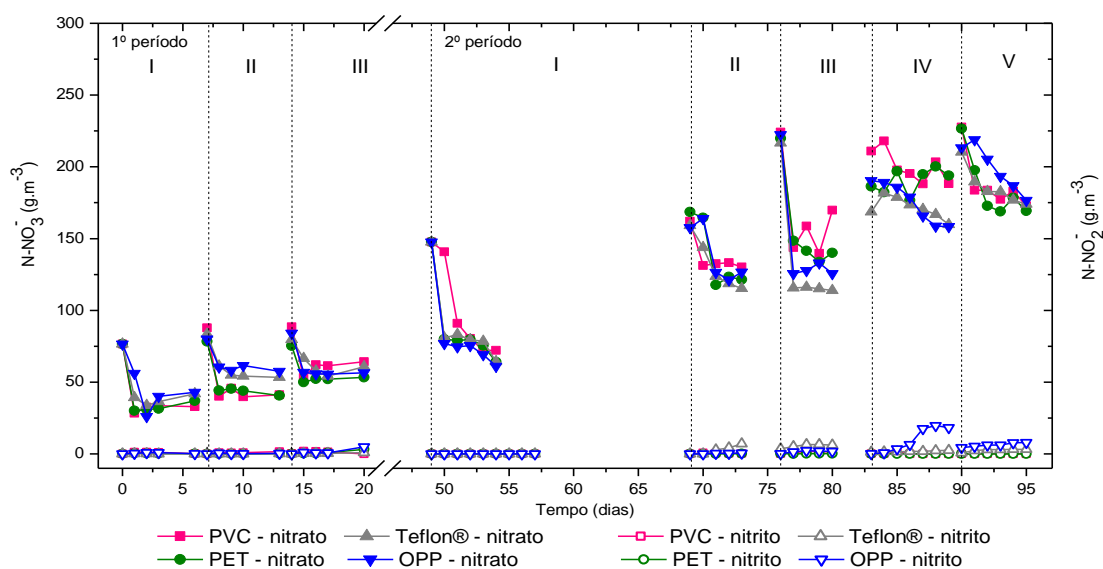 1º período 2º período
I II III I II III IV V
300
250
200
150
100
50
0
N-NO3- (g.m-3)
N-NO2- (g.m-3)
0 5 10 15 20 50 55 60 65 70 75 80 85 90 95
Tempo (dias)
PVC - nitrato Teflon® - nitrato PVC - nitrito Teflon® - nitrito
PET - nitrato OPP - nitrato PET - nitrito OPP - nitrito